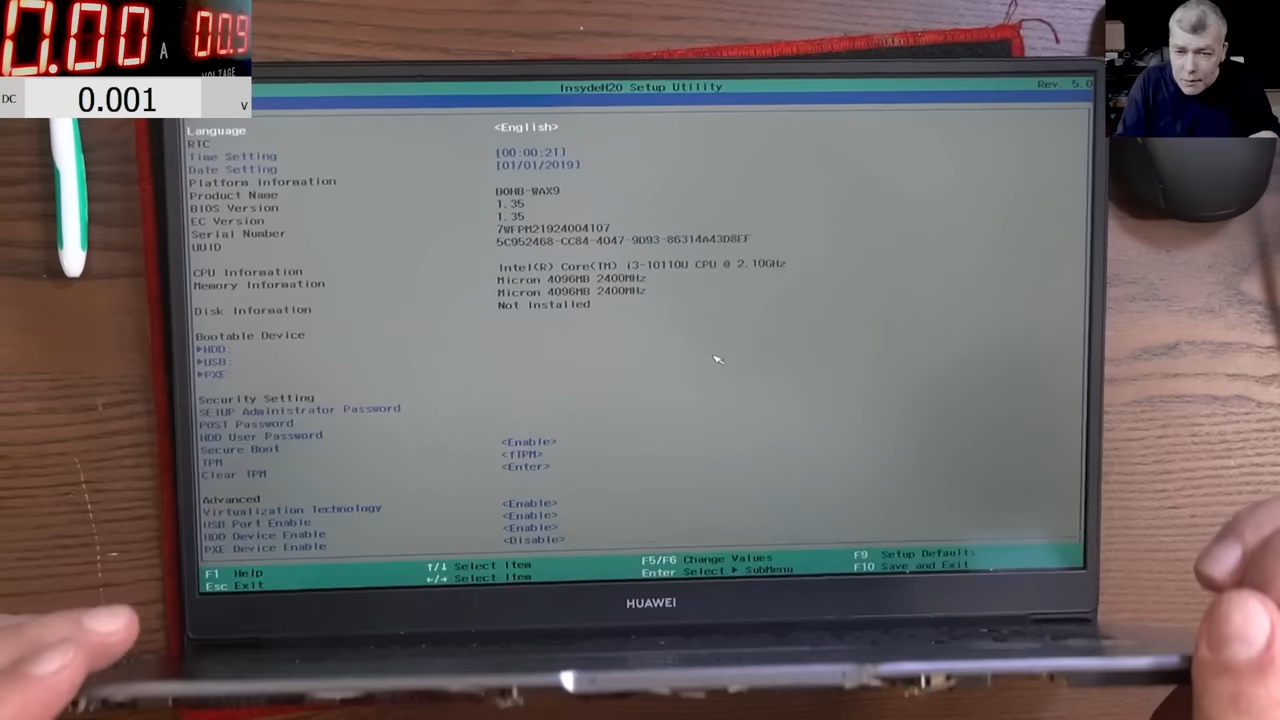 0.00 A 00.9
VOLTAGE
DC 0.001 V
InsydeH20 Setup Utility Rev. 5.0
Language <English>
RTC
Time Setting [00:00:21]
Date Setting [01/01/2019]
Platform Information
Product Name BOHB-WAX9
BIOS Version 1.35
EC Version 1.35
Serial Number 7WFPM21924004107
UUID 5C952468-CC84-4047-9D93-86314A43D8EF
CPU Information Intel(R) Core(TM) i3-10110U CPU @ 2.10GHz
Memory Information Micron 4096MB 2400MHz
Micron 4096MB 2400MHz
Disk Information Not Installed
Bootable Device
▶HDD:
▶USB:
▶PXE:
Security Setting
SETUP Administrator Password
POST Password
HDD User Password
Secure Boot <Enable>
TPM <fTPM>
Clear TPM <Enter>
Advanced
Virtualization Technology <Enable>
USB Port Enable <Enable>
HDD Device Enable <Enable>
PXE Device Enable <Disable>
F1 Help ↑/↓ Select Item F5/F6 Change Values F9 Setup Defaults
Esc Exit ←/→ Select Item Enter Select ▶ SubMenu F10 Save and Exit
HUAWEI